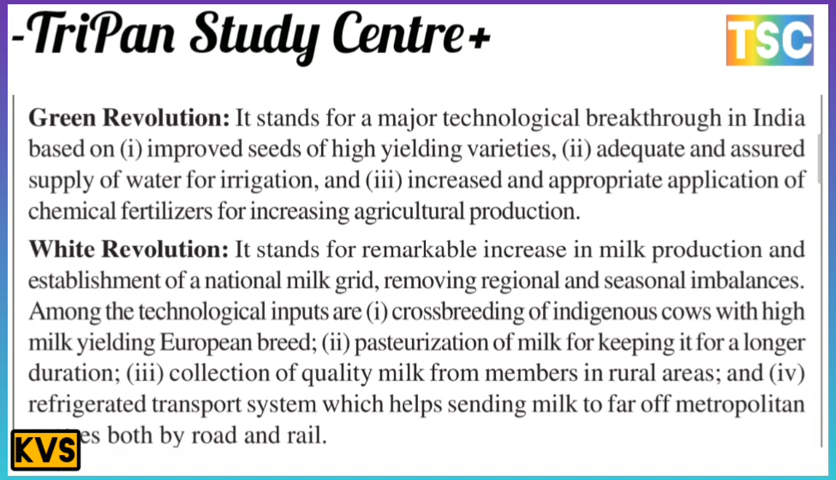 -TriPan Study Centre+
TSC
Green Revolution: It stands for a major technological breakthrough in India
based on (i) improved seeds of high yielding varieties, (ii) adequate and assured
supply of water for irrigation, and (iii) increased and appropriate application of
chemical fertilizers for increasing agricultural production.
White Revolution: It stands for remarkable increase in milk production and
establishment of a national milk grid, removing regional and seasonal imbalances.
Among the technological inputs are (i) crossbreeding of indigenous cows with high
milk yielding European breed; (ii) pasteurization of milk for keeping it for a longer
duration; (iii) collection of quality milk from members in rural areas; and (iv)
refrigerated transport system which helps sending milk to far off metropolitan
both by road and rail.
KVS